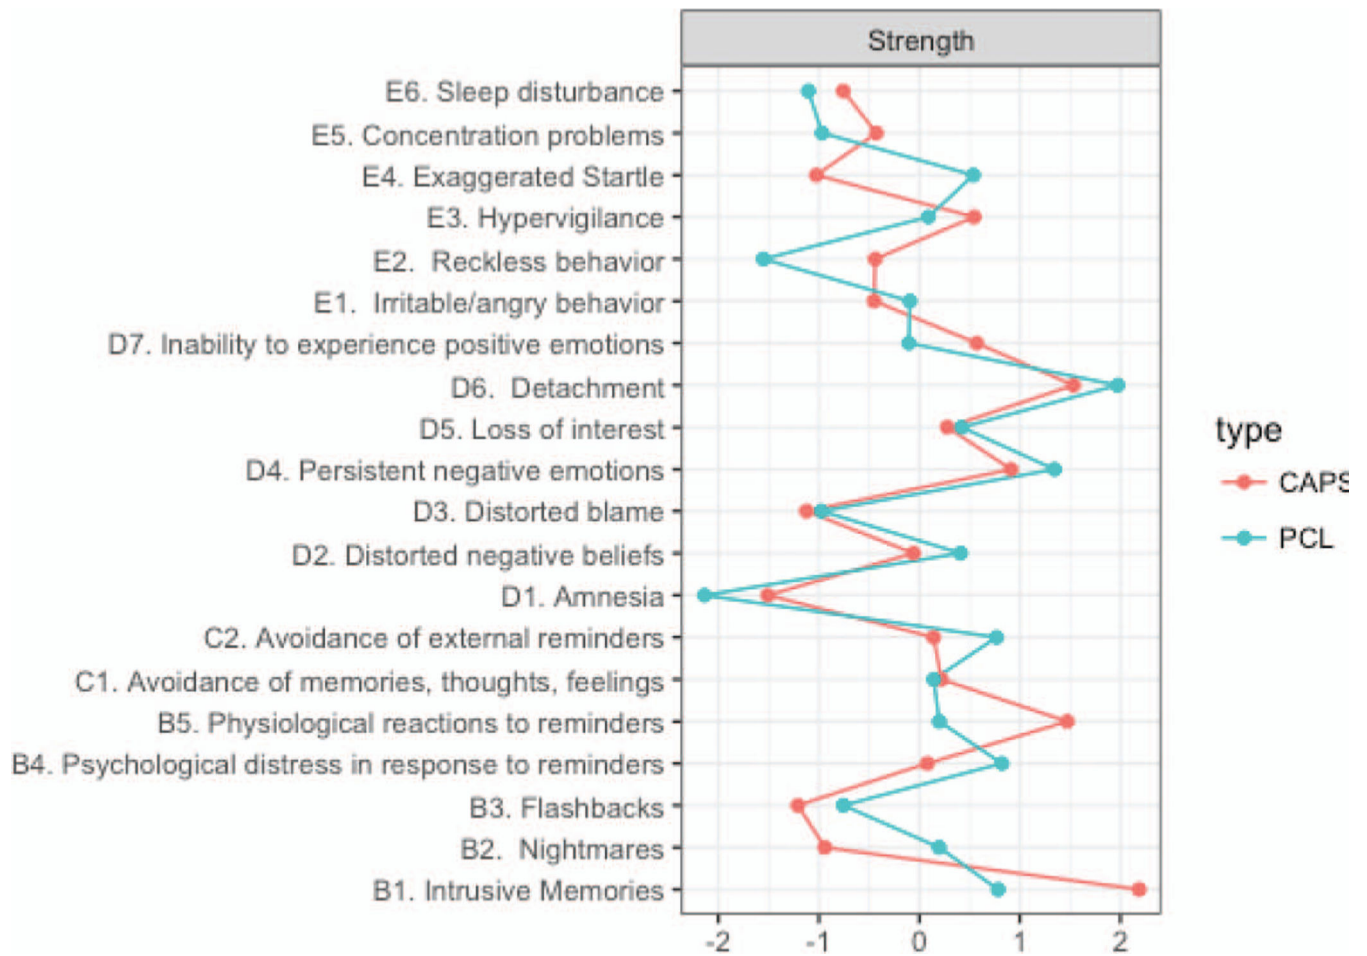 Strength
E6. Sleep disturbance
E5. Concentration problems
E4. Exaggerated Startle
E3. Hypervigilance
E2.  Reckless behavior
E1.  Irritable/angry behavior
D7. Inability to experience positive emotions
D6.  Detachment
D5. Loss of interest
D4. Persistent negative emotions
D3. Distorted blame
D2. Distorted negative beliefs
D1. Amnesia
C2. Avoidance of external reminders
C1. Avoidance of memories, thoughts, feelings
B5. Physiological reactions to reminders
B4. Psychological distress in response to reminders
B3. Flashbacks
B2.  Nightmares
B1. Intrusive Memories
-2 -1 0 1 2
type
CAPS
PCL